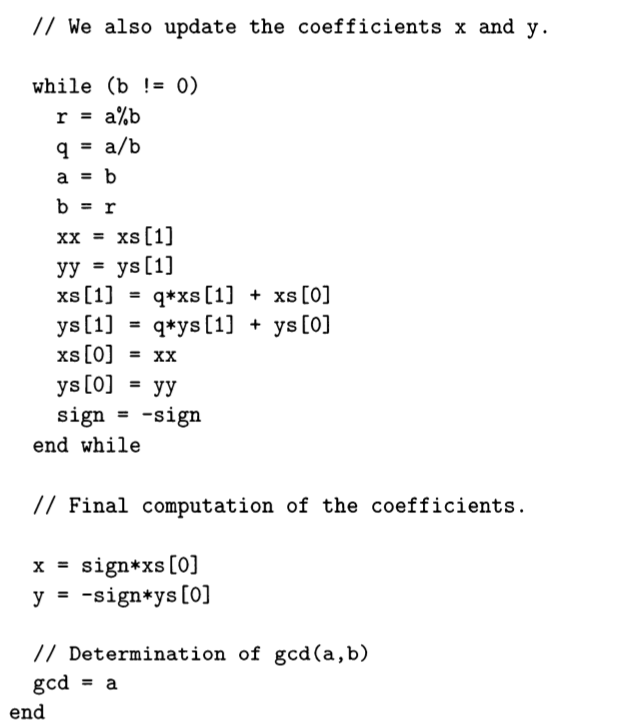 // We also update the coefficients x and y.
while (b != 0)
r = a%b
q = a/b
a = b
b = r
xx = xs[1]
yy = ys[1]
xs[1] = q*xs[1] + xs[0]
ys[1] = q*ys[1] + ys[0]
xs[0] = xx
ys[0] = yy
sign = -sign
end while
// Final computation of the coefficients.
x = sign*xs[0]
y = -sign*ys[0]
// Determination of gcd(a,b)
gcd = a
end